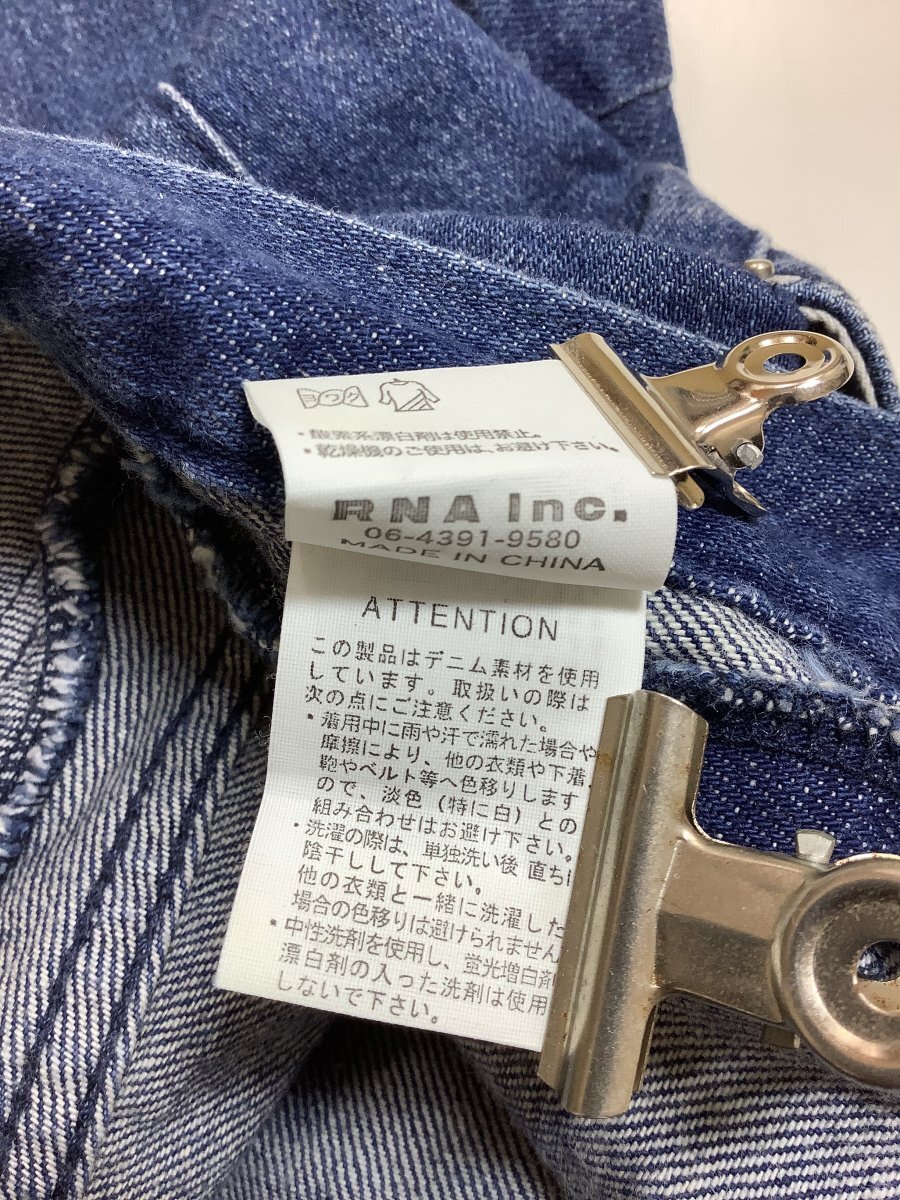 ヨワク
・酸素系漂白剤は使用禁止。
・乾燥機のご使用は、お避け下さい。
RNA Inc.
06-4391-9580
MADE IN CHINA
ATTENTION
この製品はデニム素材を使用
しています。取扱いの際は
次の点にご注意ください。
・着用中に雨や汗で濡れた場合や
摩擦により、他の衣類や下着、
鞄やベルト等へ色移りします
ので、淡色（特に白）との
組み合わせはお避け下さい。
・洗濯の際は、単独洗い後 直ちに
陰干しして下さい。
他の衣類と一緒に洗濯した
場合の色移りは避けられません。
・中性洗剤を使用し、蛍光増白剤
漂白剤の入った洗剤は使用
しないで下さい。